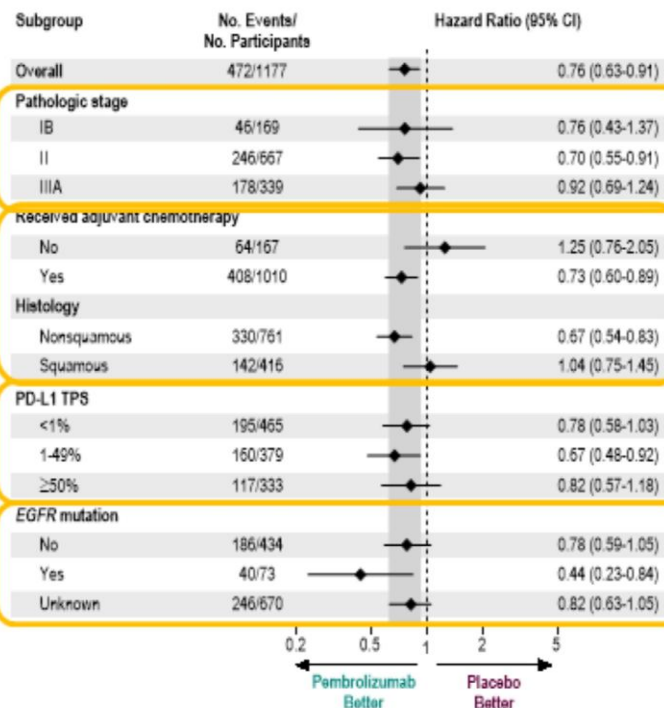 Subgroup No. Events/ Hazard Ratio (95% CI)
No. Participants
Overall 472/1177 0.76 (0.63-0.91)
Pathologic stage
IB 46/169 0.76 (0.43-1.37)
II 246/667 0.70 (0.55-0.91)
IIIA 178/339 0.92 (0.69-1.24)
Received adjuvant chemotherapy
No 64/167 1.25 (0.76-2.05)
Yes 408/1010 0.73 (0.60-0.89)
Histology
Nonsquamous 330/761 0.67 (0.54-0.83)
Squamous 142/416 1.04 (0.75-1.45)
PD-L1 TPS
<1% 195/465 0.78 (0.58-1.03)
1-49% 160/379 0.67 (0.48-0.92)
≥50% 117/333 0.82 (0.57-1.18)
EGFR mutation
No 186/434 0.78 (0.59-1.05)
Yes 40/73 0.44 (0.23-0.84)
Unknown 246/670 0.82 (0.63-1.05)
0.2 0.5 1 2 5
Pembrolizumab Placebo
Better Better